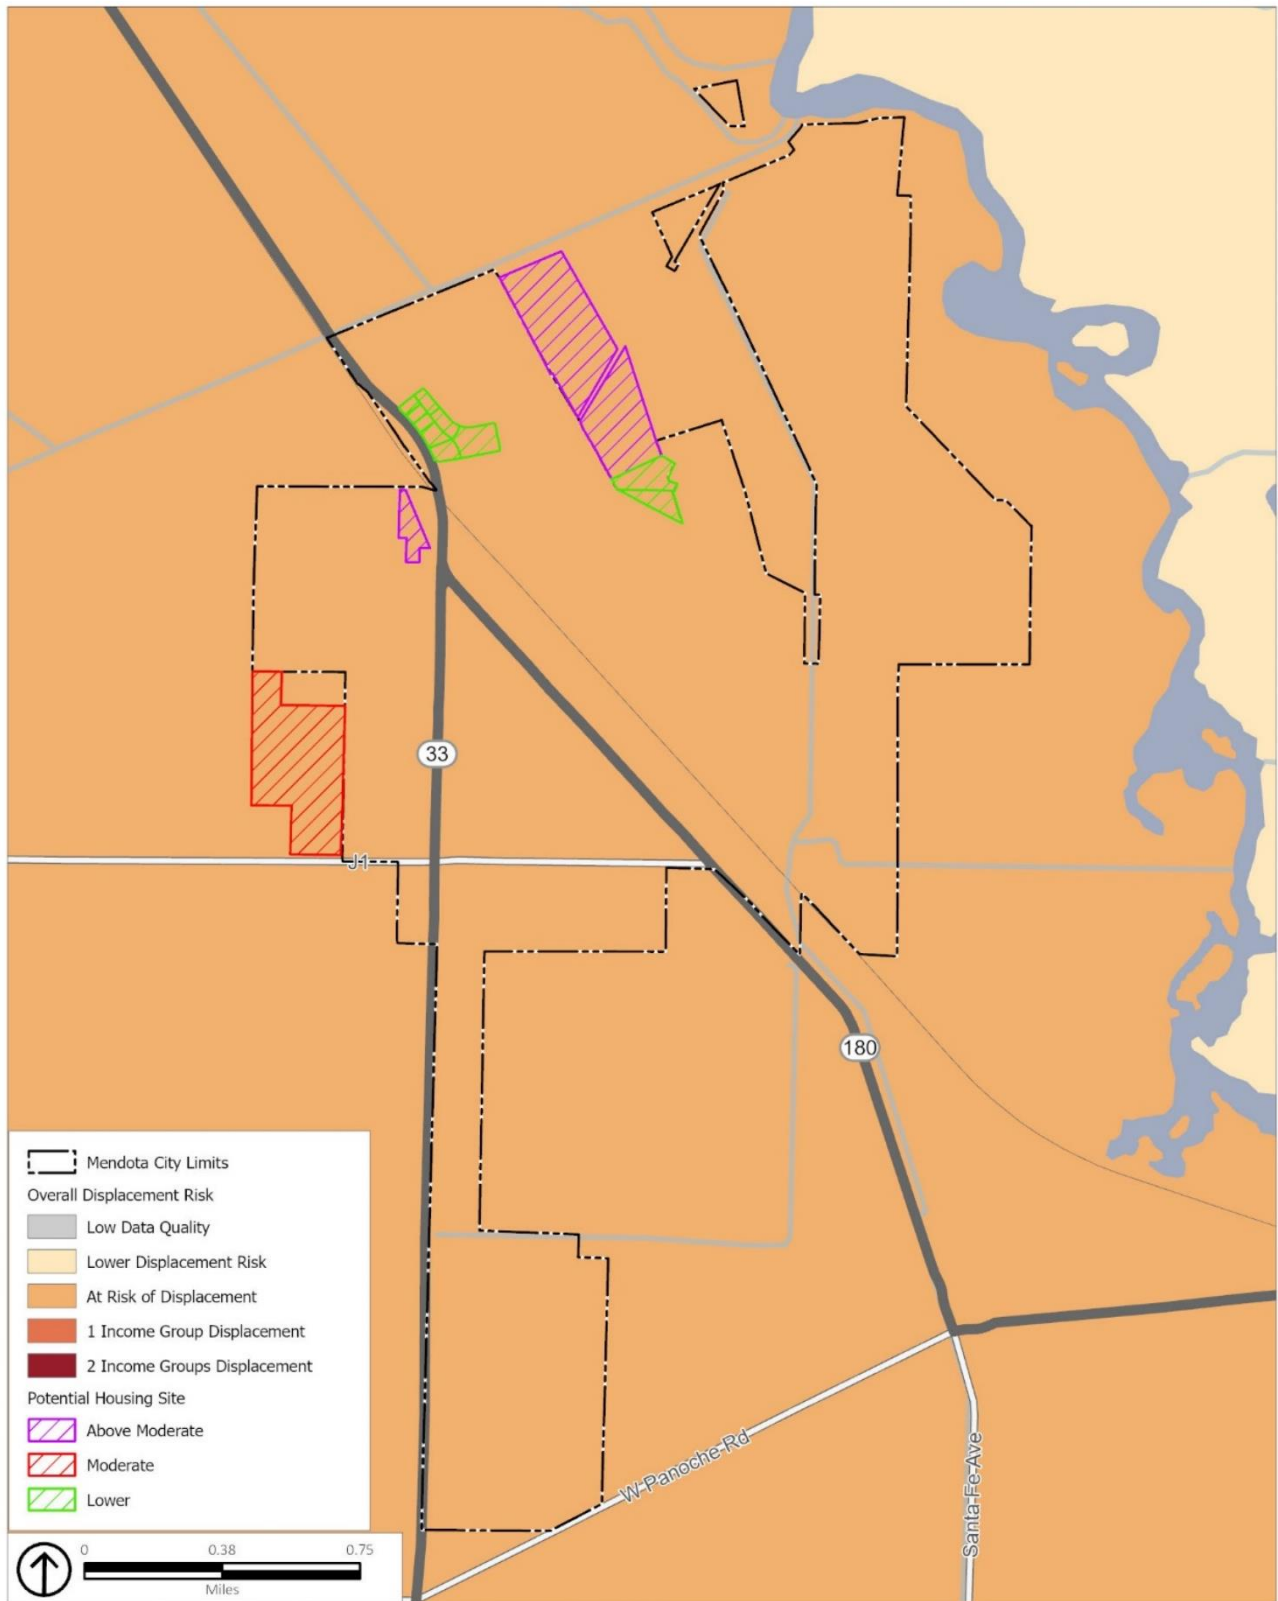 33
J1
180
W Panoche Rd
Santa Fe Ave
Mendota City Limits
Overall Displacement Risk
Low Data Quality
Lower Displacement Risk
At Risk of Displacement
1 Income Group Displacement
2 Income Groups Displacement
Potential Housing Site
Above Moderate
Moderate
Lower
0 0.38 0.75
Miles